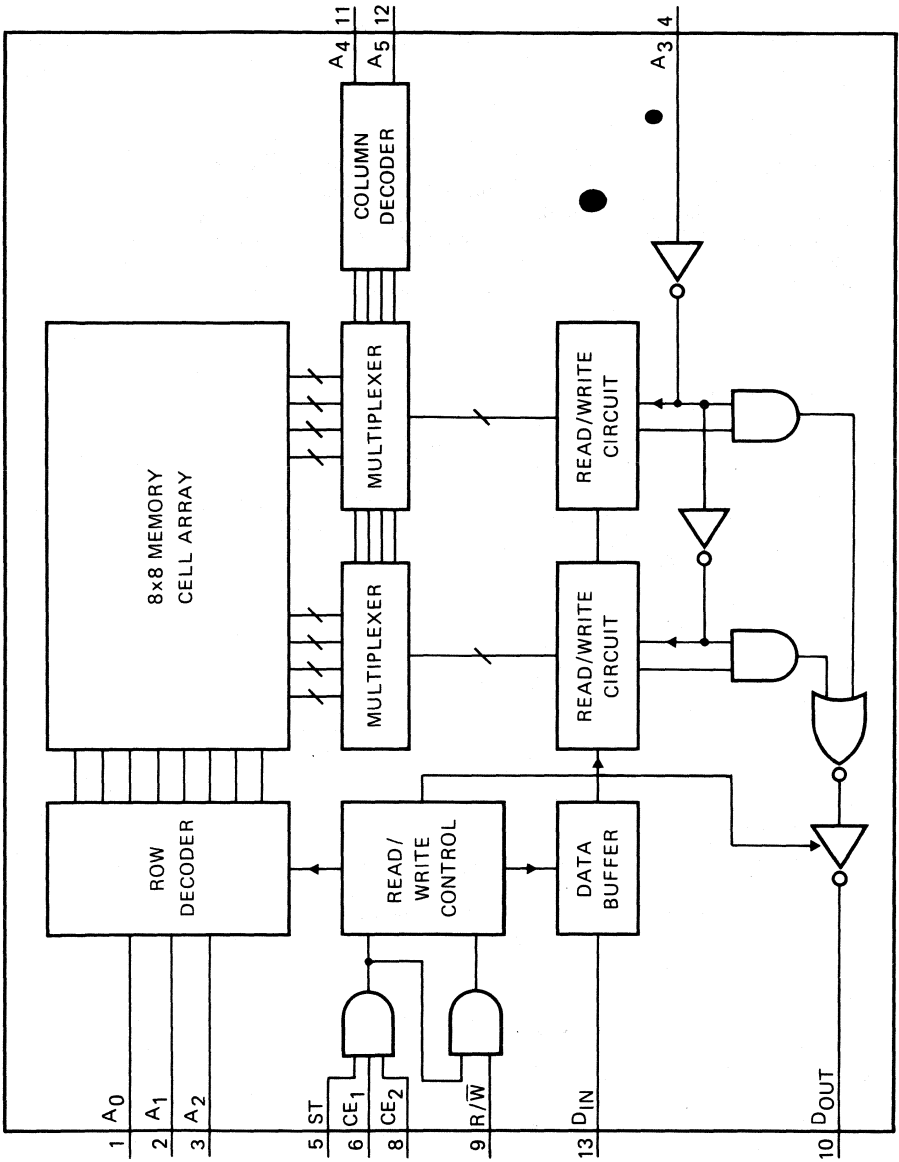 A4 11
A5 12
A3 4
COLUMN
DECODER
8x8 MEMORY
CELL ARRAY
MULTIPLEXER
MULTIPLEXER
READ/WRITE
CIRCUIT
READ/WRITE
CIRCUIT
ROW
DECODER
READ/
WRITE
CONTROL
DATA
BUFFER
1 A0
2 A1
3 A2
5 ST
6 CE1
8 CE2
9 R/W̅
13 DIN
10 DOUT